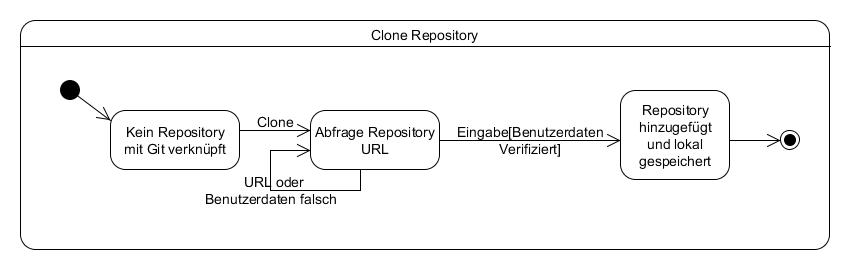 Clone Repository
Kein Repository
mit Git verknüpft
Clone
Abfrage Repository
URL
URL oder
Benutzerdaten falsch
Eingabe[Benutzerdaten
Verifiziert]
Repository
hinzugefügt
und lokal
gespeichert